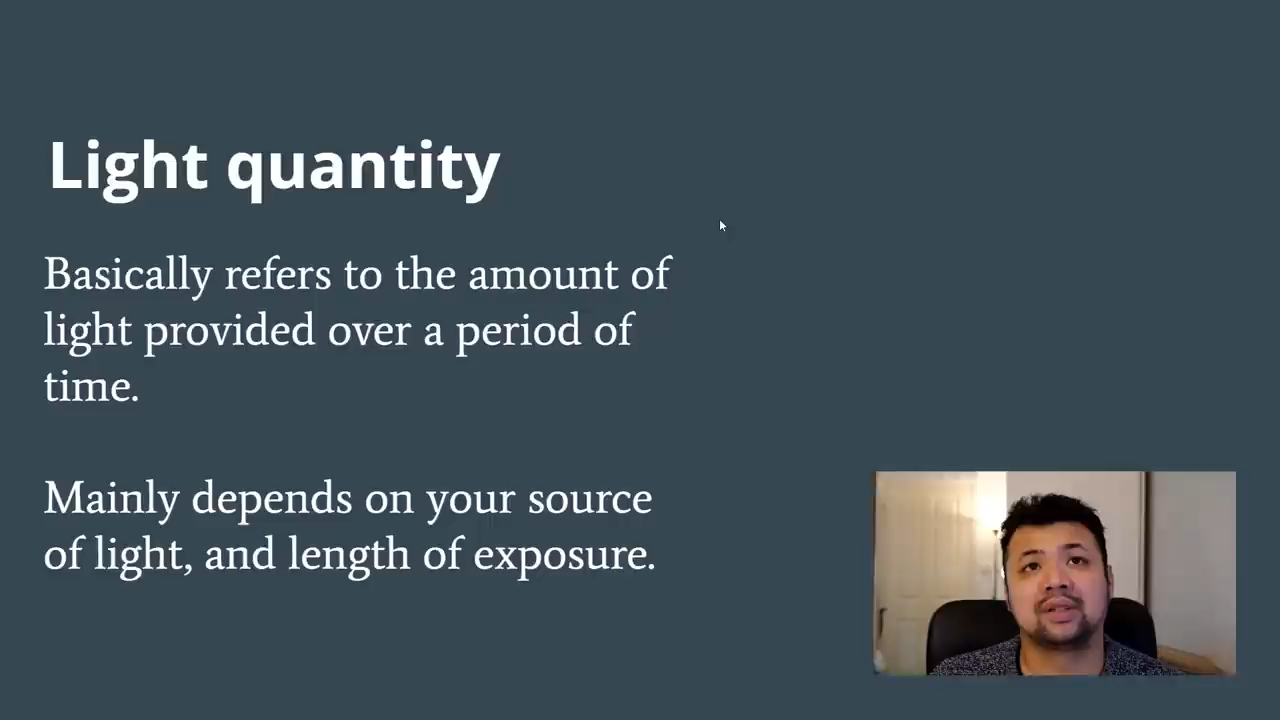 Light quantity
Basically refers to the amount of
light provided over a period of
time.
Mainly depends on your source
of light, and length of exposure.